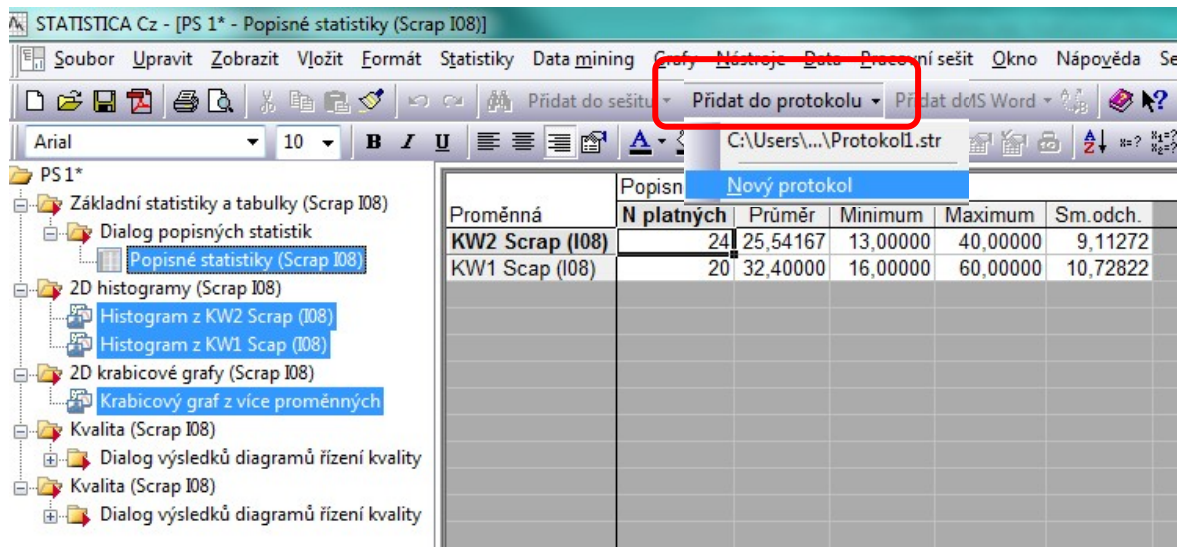 STATISTICA Cz - [PS 1* - Popisné statistiky (Scrap I08)]
Soubor Upravit Zobrazit Vložit Formát Statistiky Data mining Grafy Nástroje Data Pracovní sešit Okno Nápověda Se
Přidat do sešitu Přidat do protokolu Přidat do MS Word
Arial 10 B I U A C:\Users\...\Protokol1.str
Nový protokol
PS 1*
Základní statistiky a tabulky (Scrap I08)
Dialog popisných statistik
Popisné statistiky (Scrap I08)
2D histogramy (Scrap I08)
Histogram z KW2 Scrap (I08)
Histogram z KW1 Scap (I08)
2D krabicové grafy (Scrap I08)
Krabicový graf z více proměnných
Kvalita (Scrap I08)
Dialog výsledků diagramů řízení kvality
Kvalita (Scrap I08)
Dialog výsledků diagramů řízení kvality
Popisn
Proměnná N platných Průměr Minimum Maximum Sm.odch.
KW2 Scrap (I08) 24 25,54167 13,00000 40,00000 9,11272
KW1 Scap (I08) 20 32,40000 16,00000 60,00000 10,72822